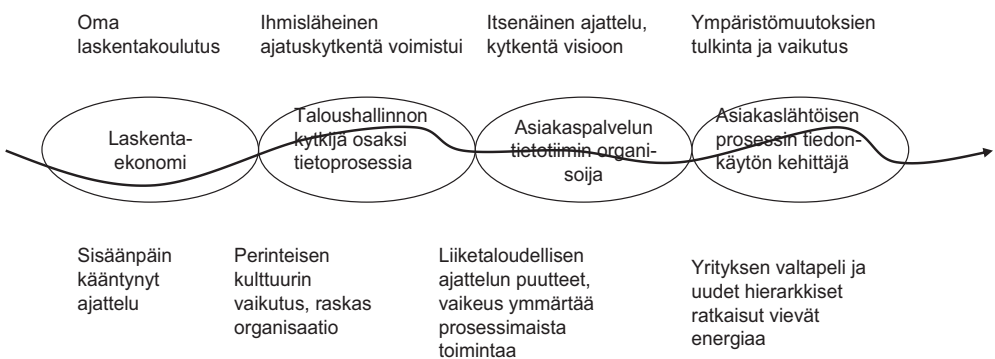 Oma
laskentakoulutus
Ihmisläheinen
ajatuskytkentä voimistui
Itsenäinen ajattelu,
kytkentä visioon
Ympäristömuutoksien
tulkinta ja vaikutus
Laskenta-
ekonomi
Taloushallinnon
kytkijä osaksi
tietoprosessia
Asiakaspalvelun
tietotiimin organi-
soija
Asiakaslähtöisen
prosessin tiedon-
käytön kehittäjä
Sisäänpäin
kääntynyt
ajattelu
Perinteisen
kulttuurin
vaikutus, raskas
organisaatio
Liiketaloudellisen
ajattelun puutteet,
vaikeus ymmärtää
prosessimaista
toimintaa
Yrityksen valtapeli ja
uudet hierarkkiset
ratkaisut vievät
energiaa